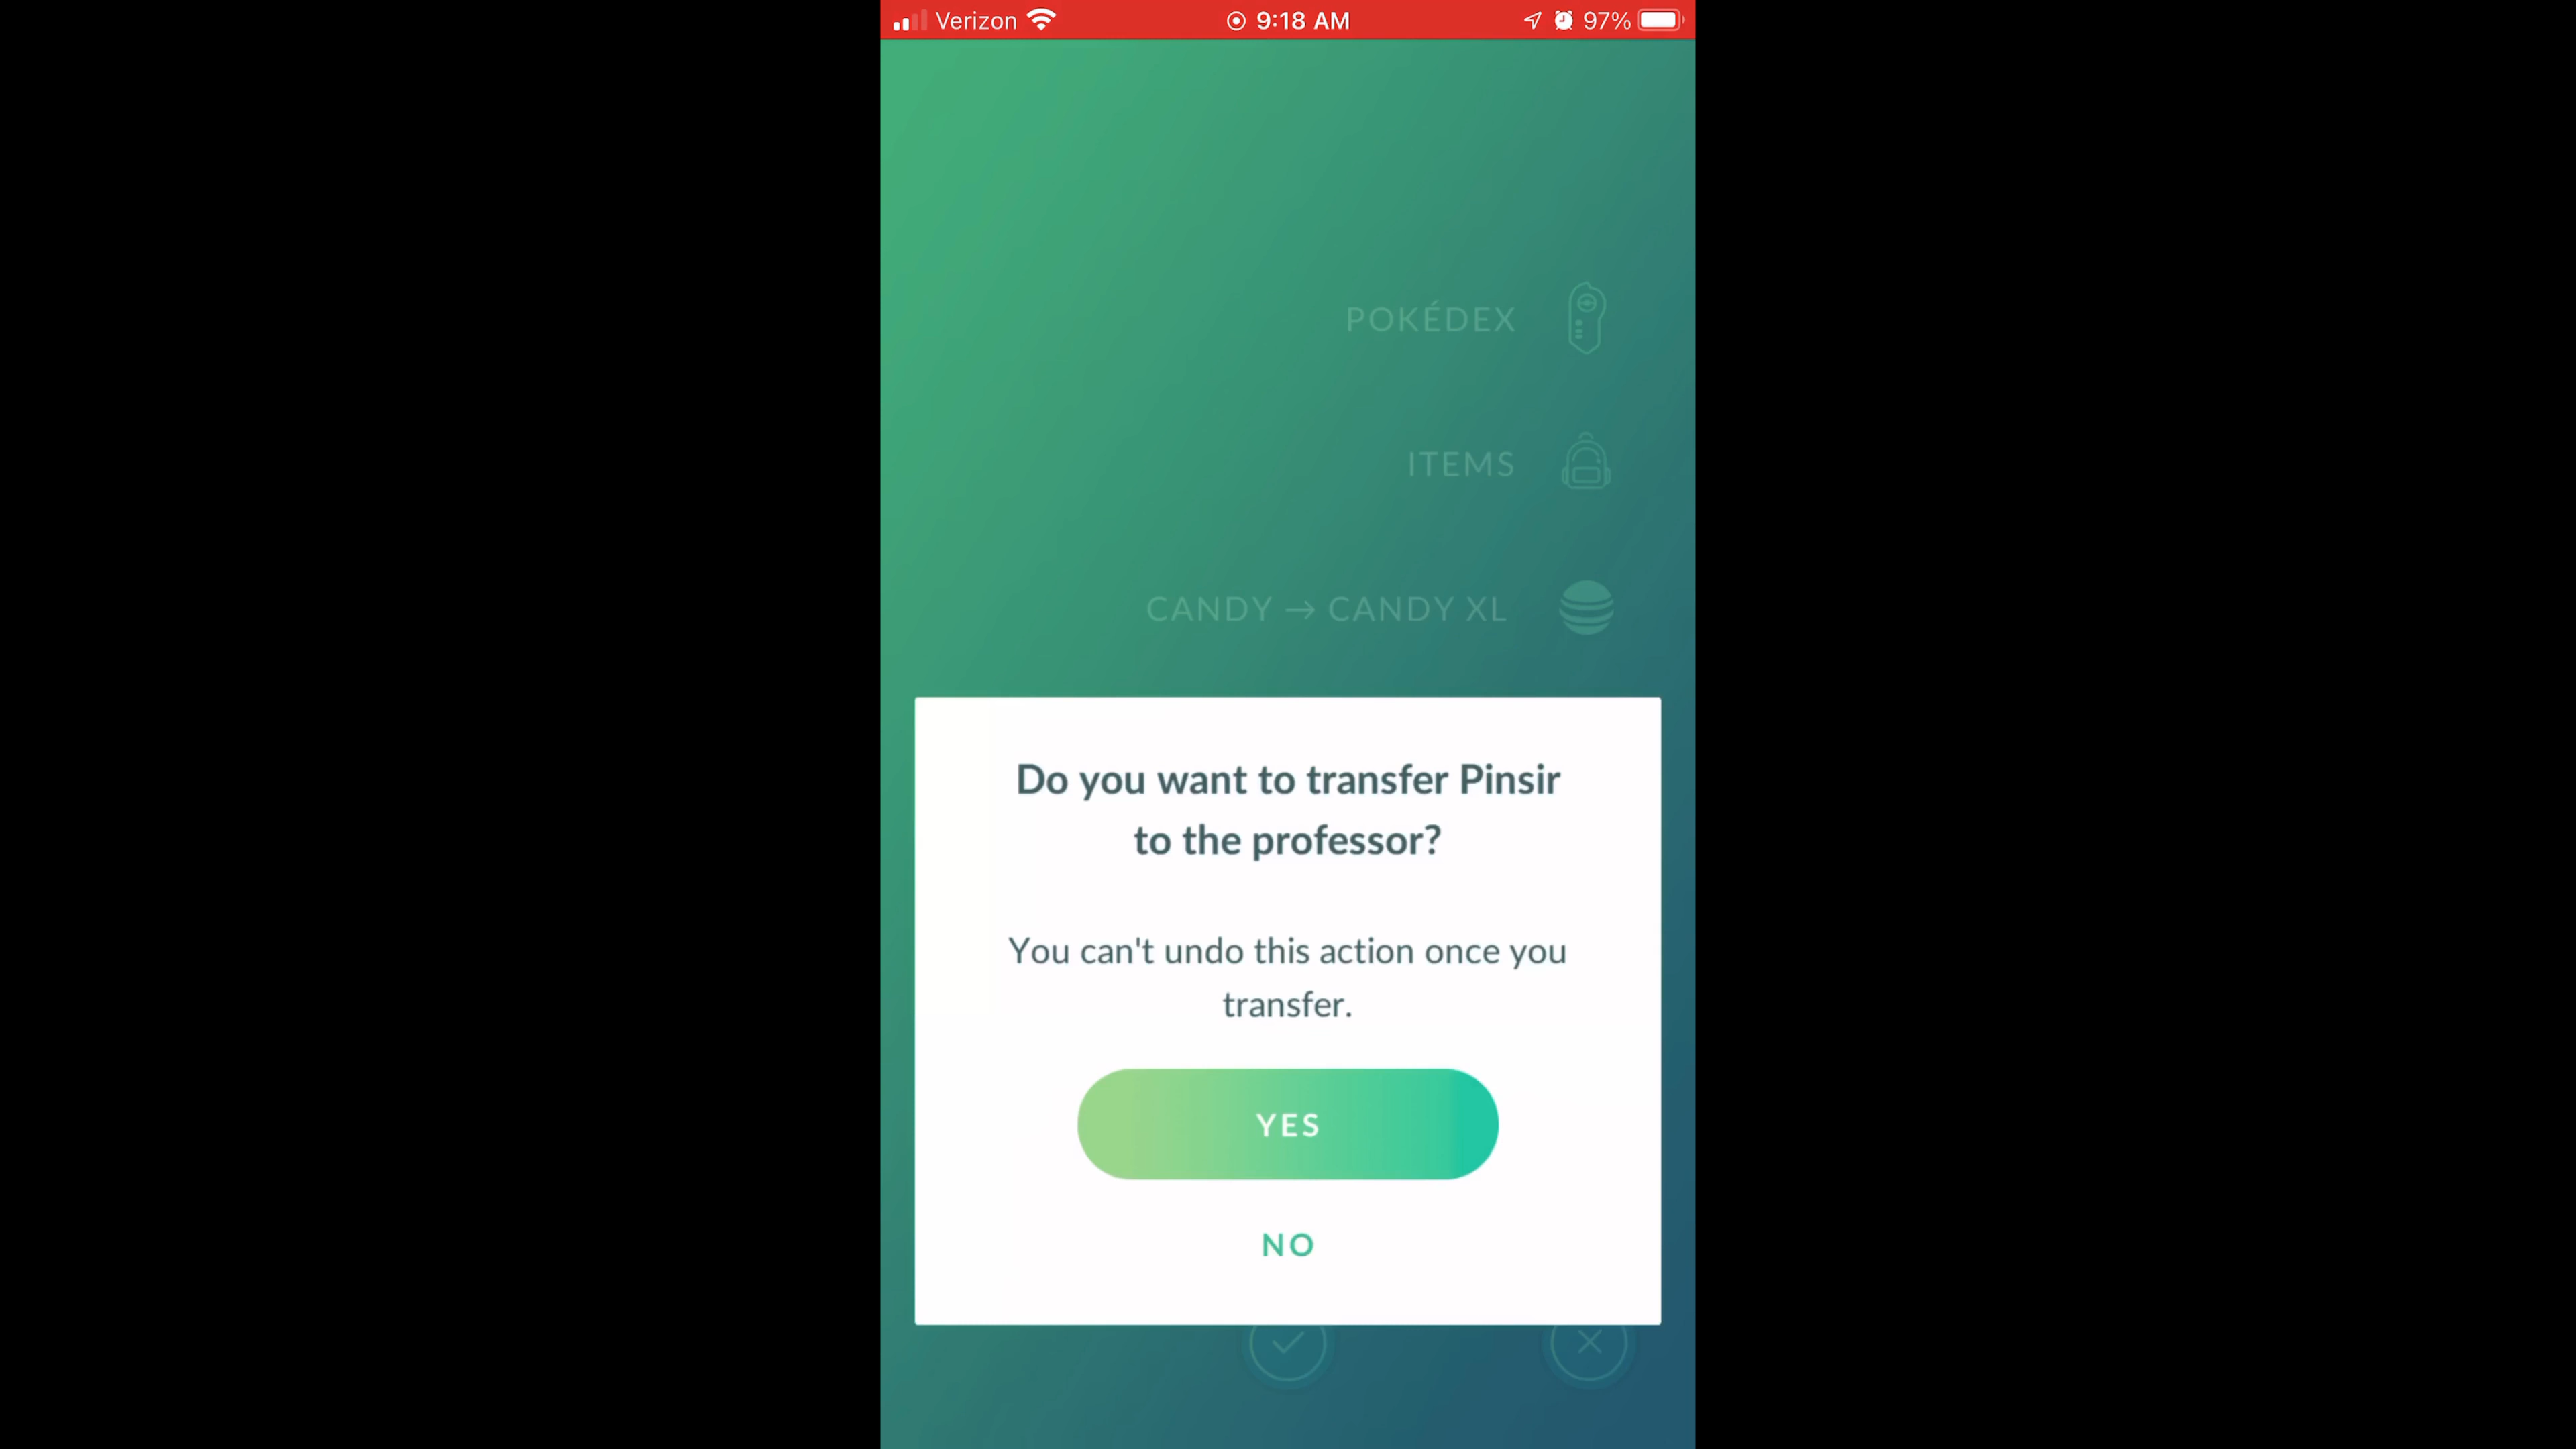 Verizon 9:18 AM 97%
POKÉDEX
ITEMS
CANDY → CANDY XL
Do you want to transfer Pinsir
to the professor?
You can't undo this action once you
transfer.
YES
NO